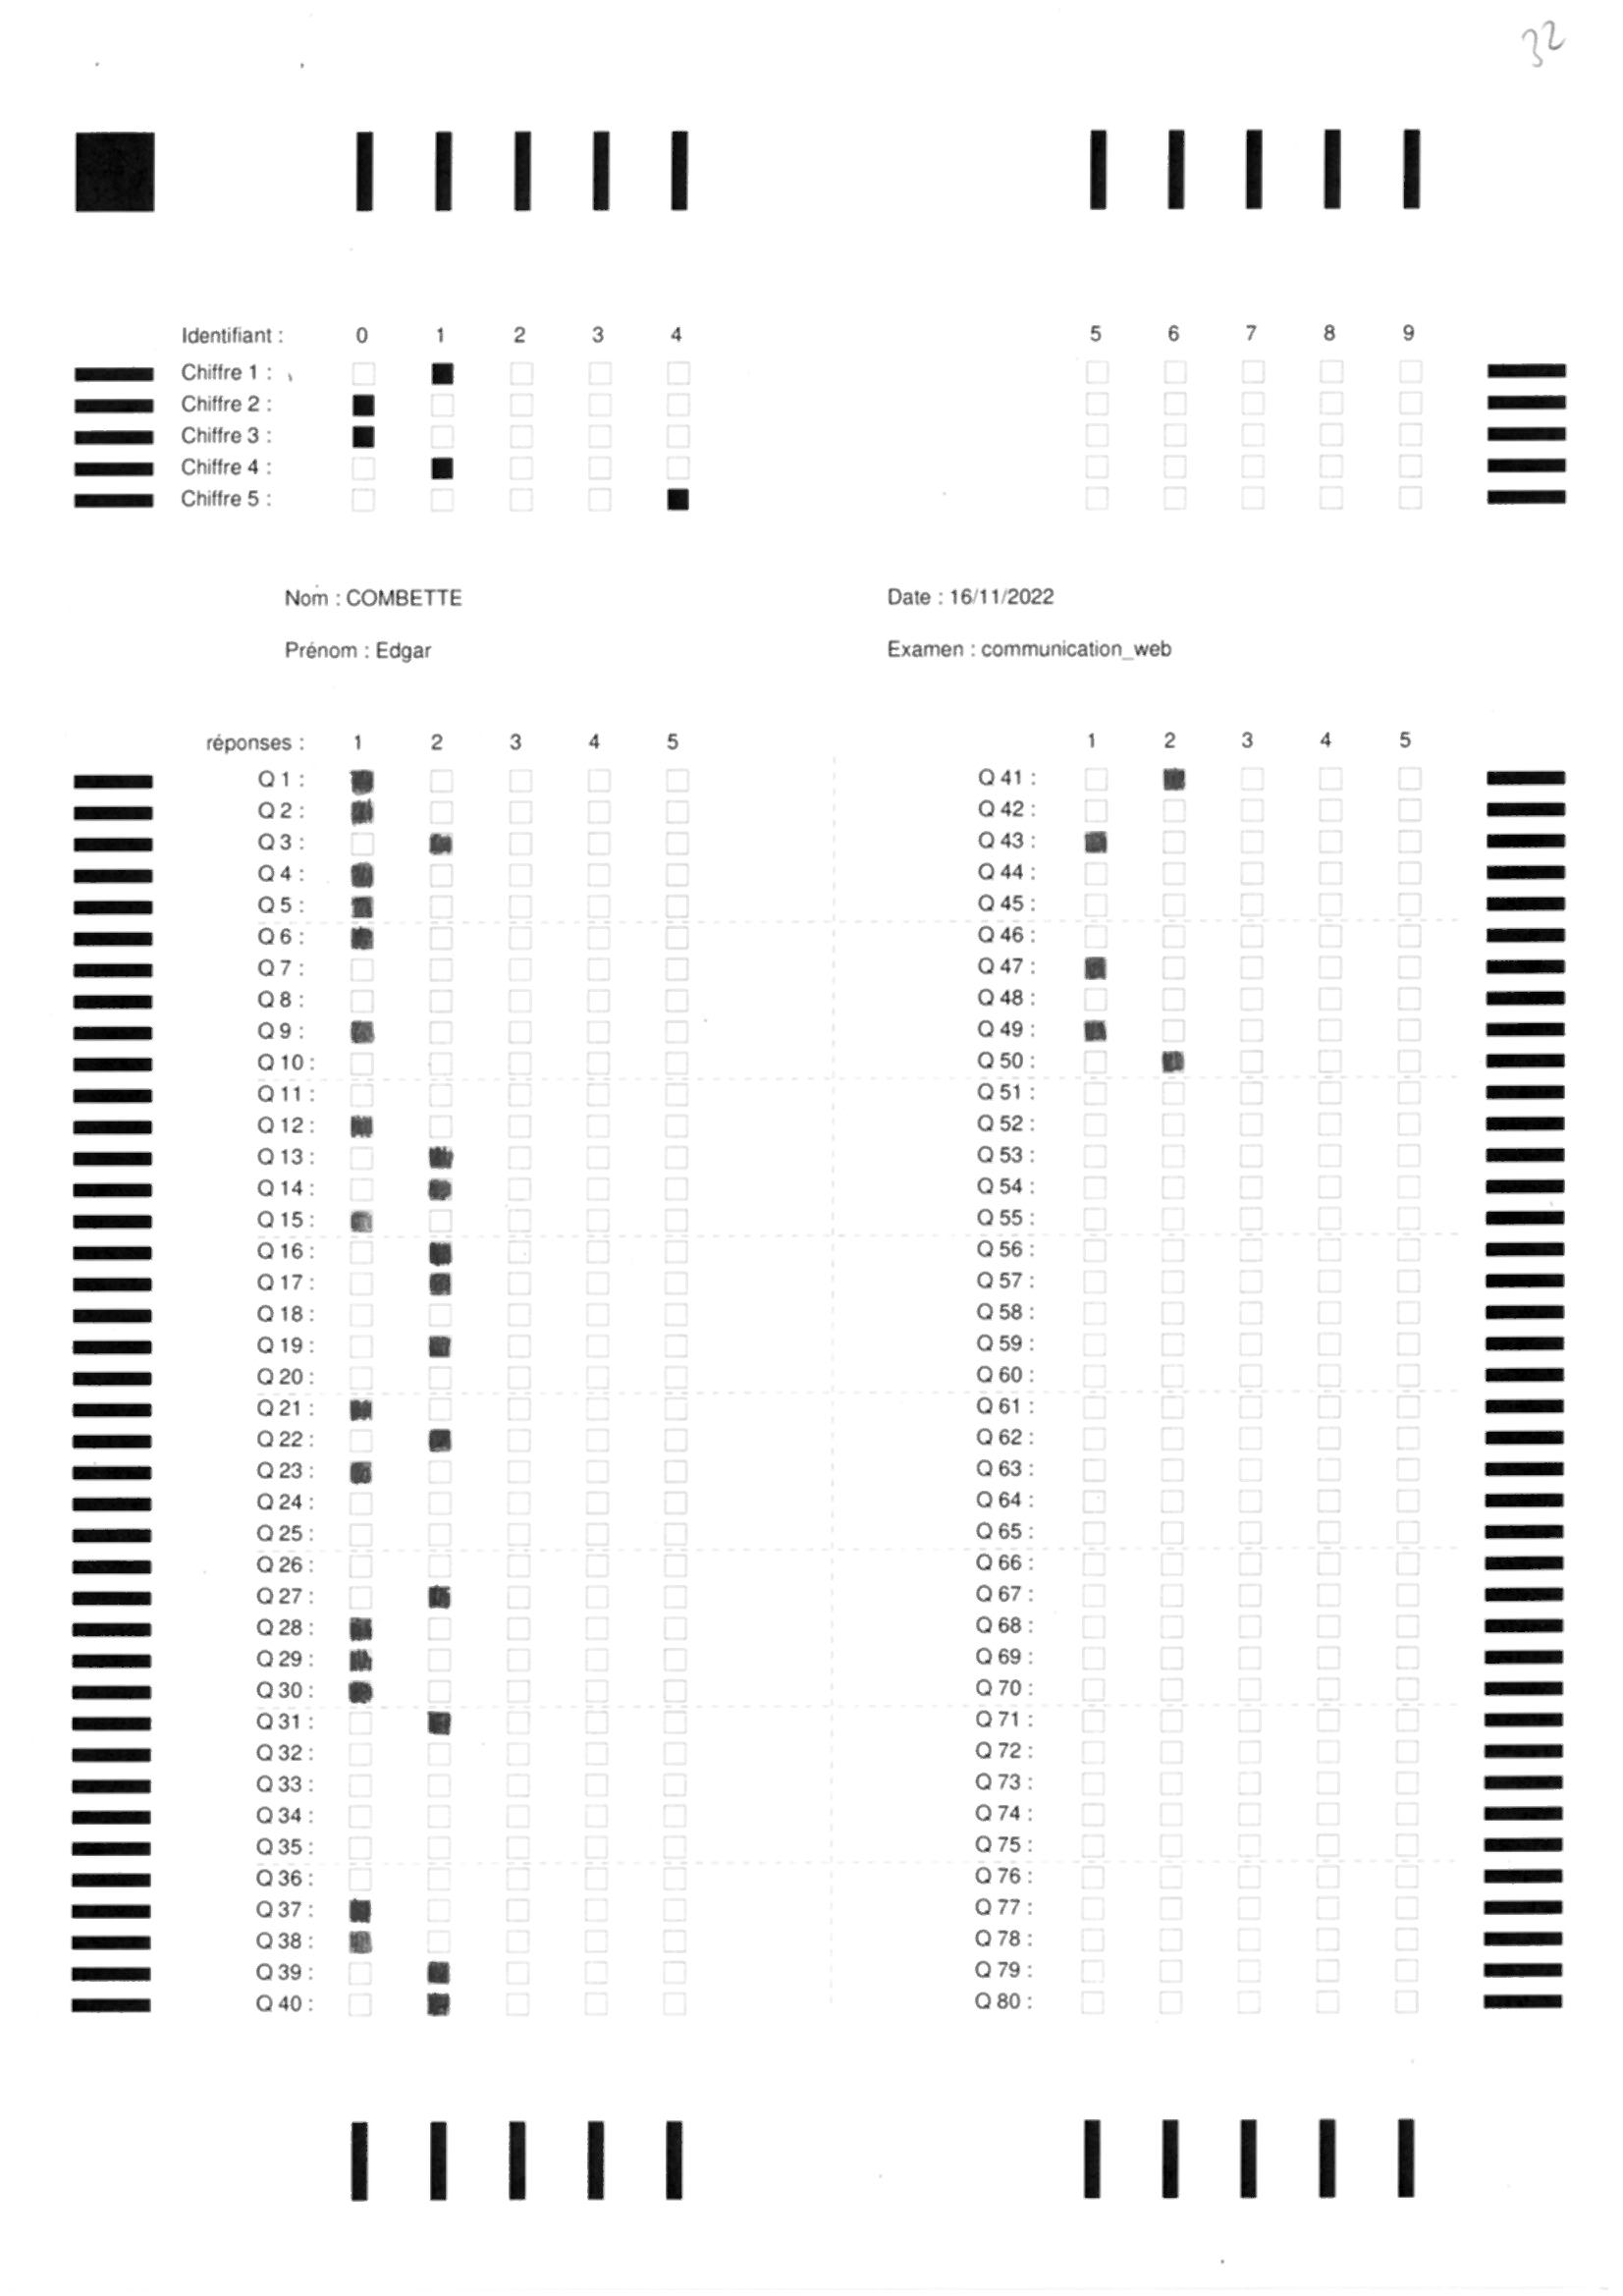 32
Identifiant : 0 1 2 3 4 5 6 7 8 9
Chiffre 1 :
Chiffre 2 :
Chiffre 3 :
Chiffre 4 :
Chiffre 5 :
Nom : COMBETTE
Date : 16/11/2022
Prénom : Edgar
Examen : communication_web
réponses : 1 2 3 4 5
Q 1 :
Q 2 :
Q 3 :
Q 4 :
Q 5 :
Q 6 :
Q 7 :
Q 8 :
Q 9 :
Q 10 :
Q 11 :
Q 12 :
Q 13 :
Q 14 :
Q 15 :
Q 16 :
Q 17 :
Q 18 :
Q 19 :
Q 20 :
Q 21 :
Q 22 :
Q 23 :
Q 24 :
Q 25 :
Q 26 :
Q 27 :
Q 28 :
Q 29 :
Q 30 :
Q 31 :
Q 32 :
Q 33 :
Q 34 :
Q 35 :
Q 36 :
Q 37 :
Q 38 :
Q 39 :
Q 40 :
1 2 3 4 5
Q 41 :
Q 42 :
Q 43 :
Q 44 :
Q 45 :
Q 46 :
Q 47 :
Q 48 :
Q 49 :
Q 50 :
Q 51 :
Q 52 :
Q 53 :
Q 54 :
Q 55 :
Q 56 :
Q 57 :
Q 58 :
Q 59 :
Q 60 :
Q 61 :
Q 62 :
Q 63 :
Q 64 :
Q 65 :
Q 66 :
Q 67 :
Q 68 :
Q 69 :
Q 70 :
Q 71 :
Q 72 :
Q 73 :
Q 74 :
Q 75 :
Q 76 :
Q 77 :
Q 78 :
Q 79 :
Q 80 :